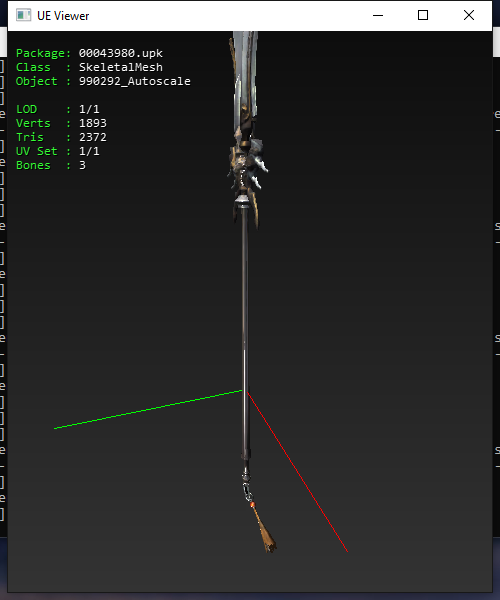 UE Viewer
Package: 00043980.upk
Class  : SkeletalMesh
Object : 990292_Autoscale
LOD    : 1/1
Verts  : 1893
Tris   : 2372
UV Set : 1/1
Bones  : 3